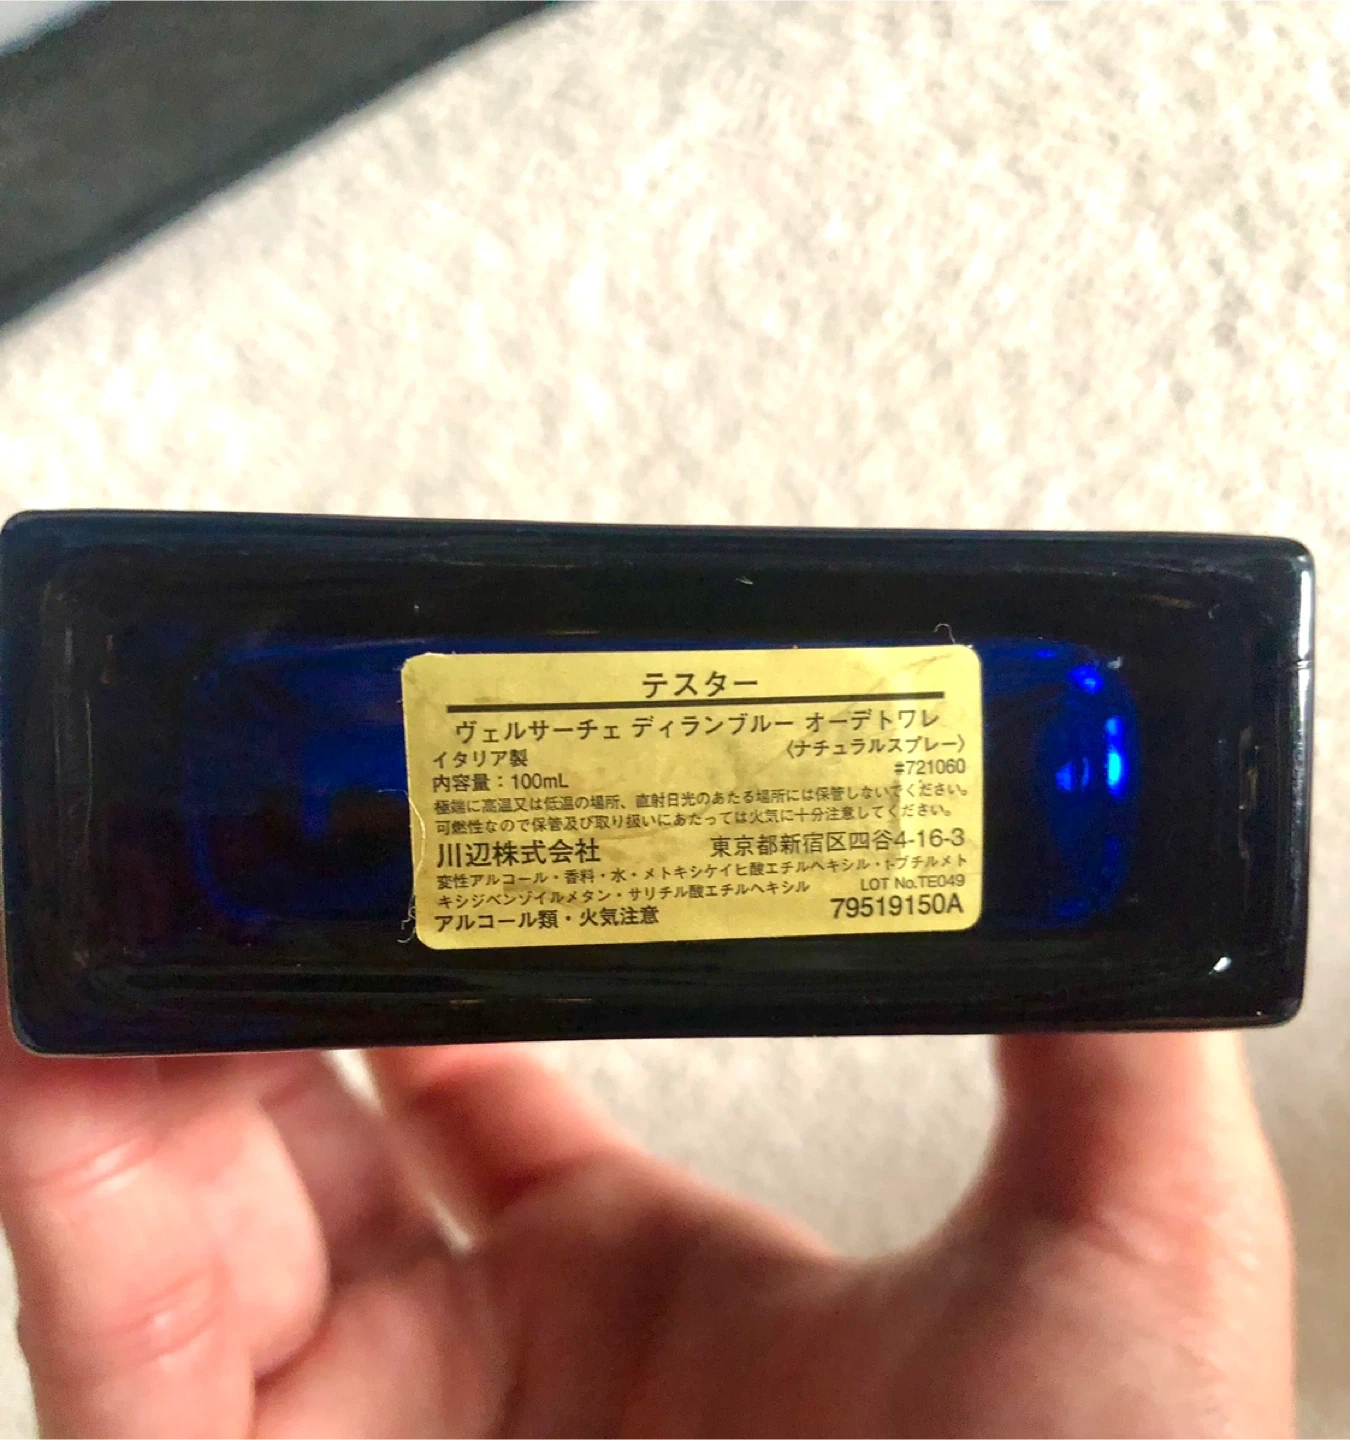 テスター
ヴェルサーチェ ディランブルー オーデトワレ
イタリア製 〈ナチュラルスプレー〉
内容量：100mL #721060
極端に高温又は低温の場所、直射日光のあたる場所には保管しないでください。
可燃性なので保管及び取り扱いにあたっては火気に十分注意してください。
川辺株式会社 東京都新宿区四谷4-16-3
変性アルコール・香料・水・メトキシケイヒ酸エチルヘキシル・t-ブチルメト
キシジベンゾイルメタン・サリチル酸エチルヘキシル LOT No.TE049
アルコール類・火気注意 79519150A